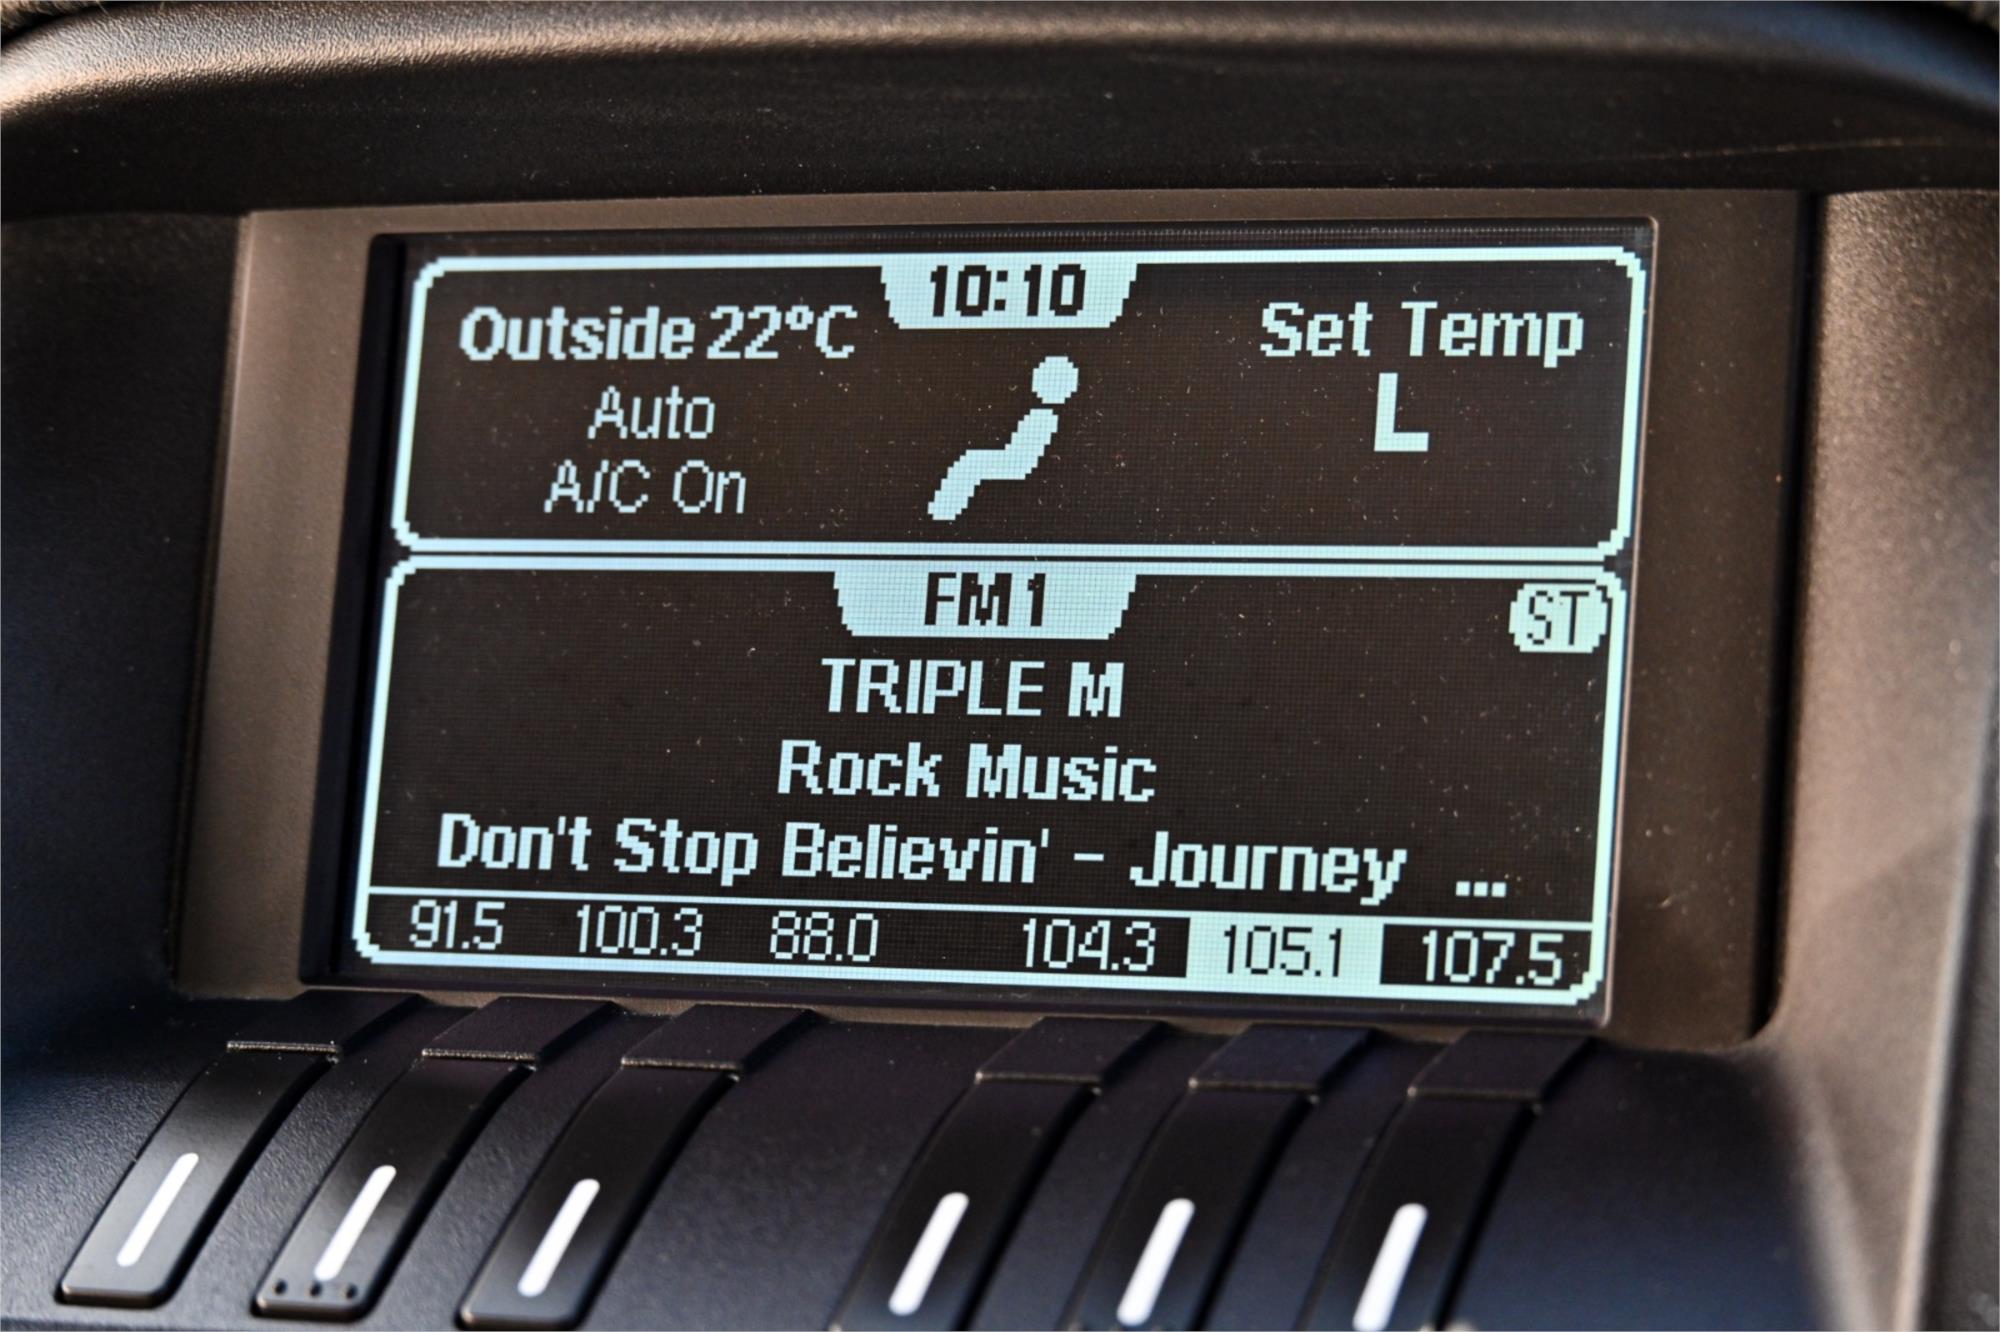 10:10
Outside 22°C
Set Temp
Auto
L
A/C On
FM 1
ST
TRIPLE M
Rock Music
Don't Stop Believin' - Journey ...
91.5 100.3 88.0 104.3 105.1 107.5